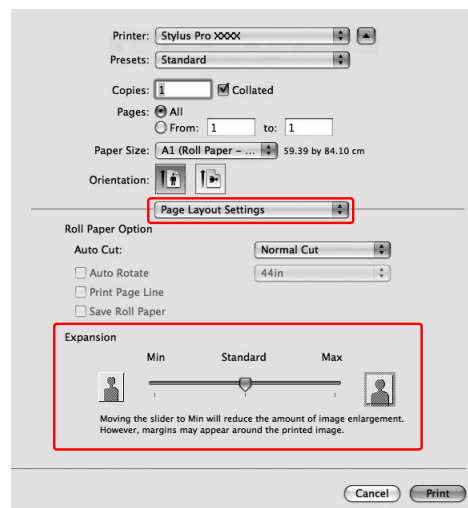 Printer: Stylus Pro XXXX
Presets: Standard
Copies: 1 Collated
Pages: All
From: 1 to: 1
Paper Size: A1 (Roll Paper – ... 59.39 by 84.10 cm
Orientation:
Page Layout Settings
Roll Paper Option
Auto Cut: Normal Cut
Auto Rotate 44in
Print Page Line
Save Roll Paper
Expansion
Min Standard Max
Moving the slider to Min will reduce the amount of image enlargement.
However, margins may appear around the printed image.
Cancel Print